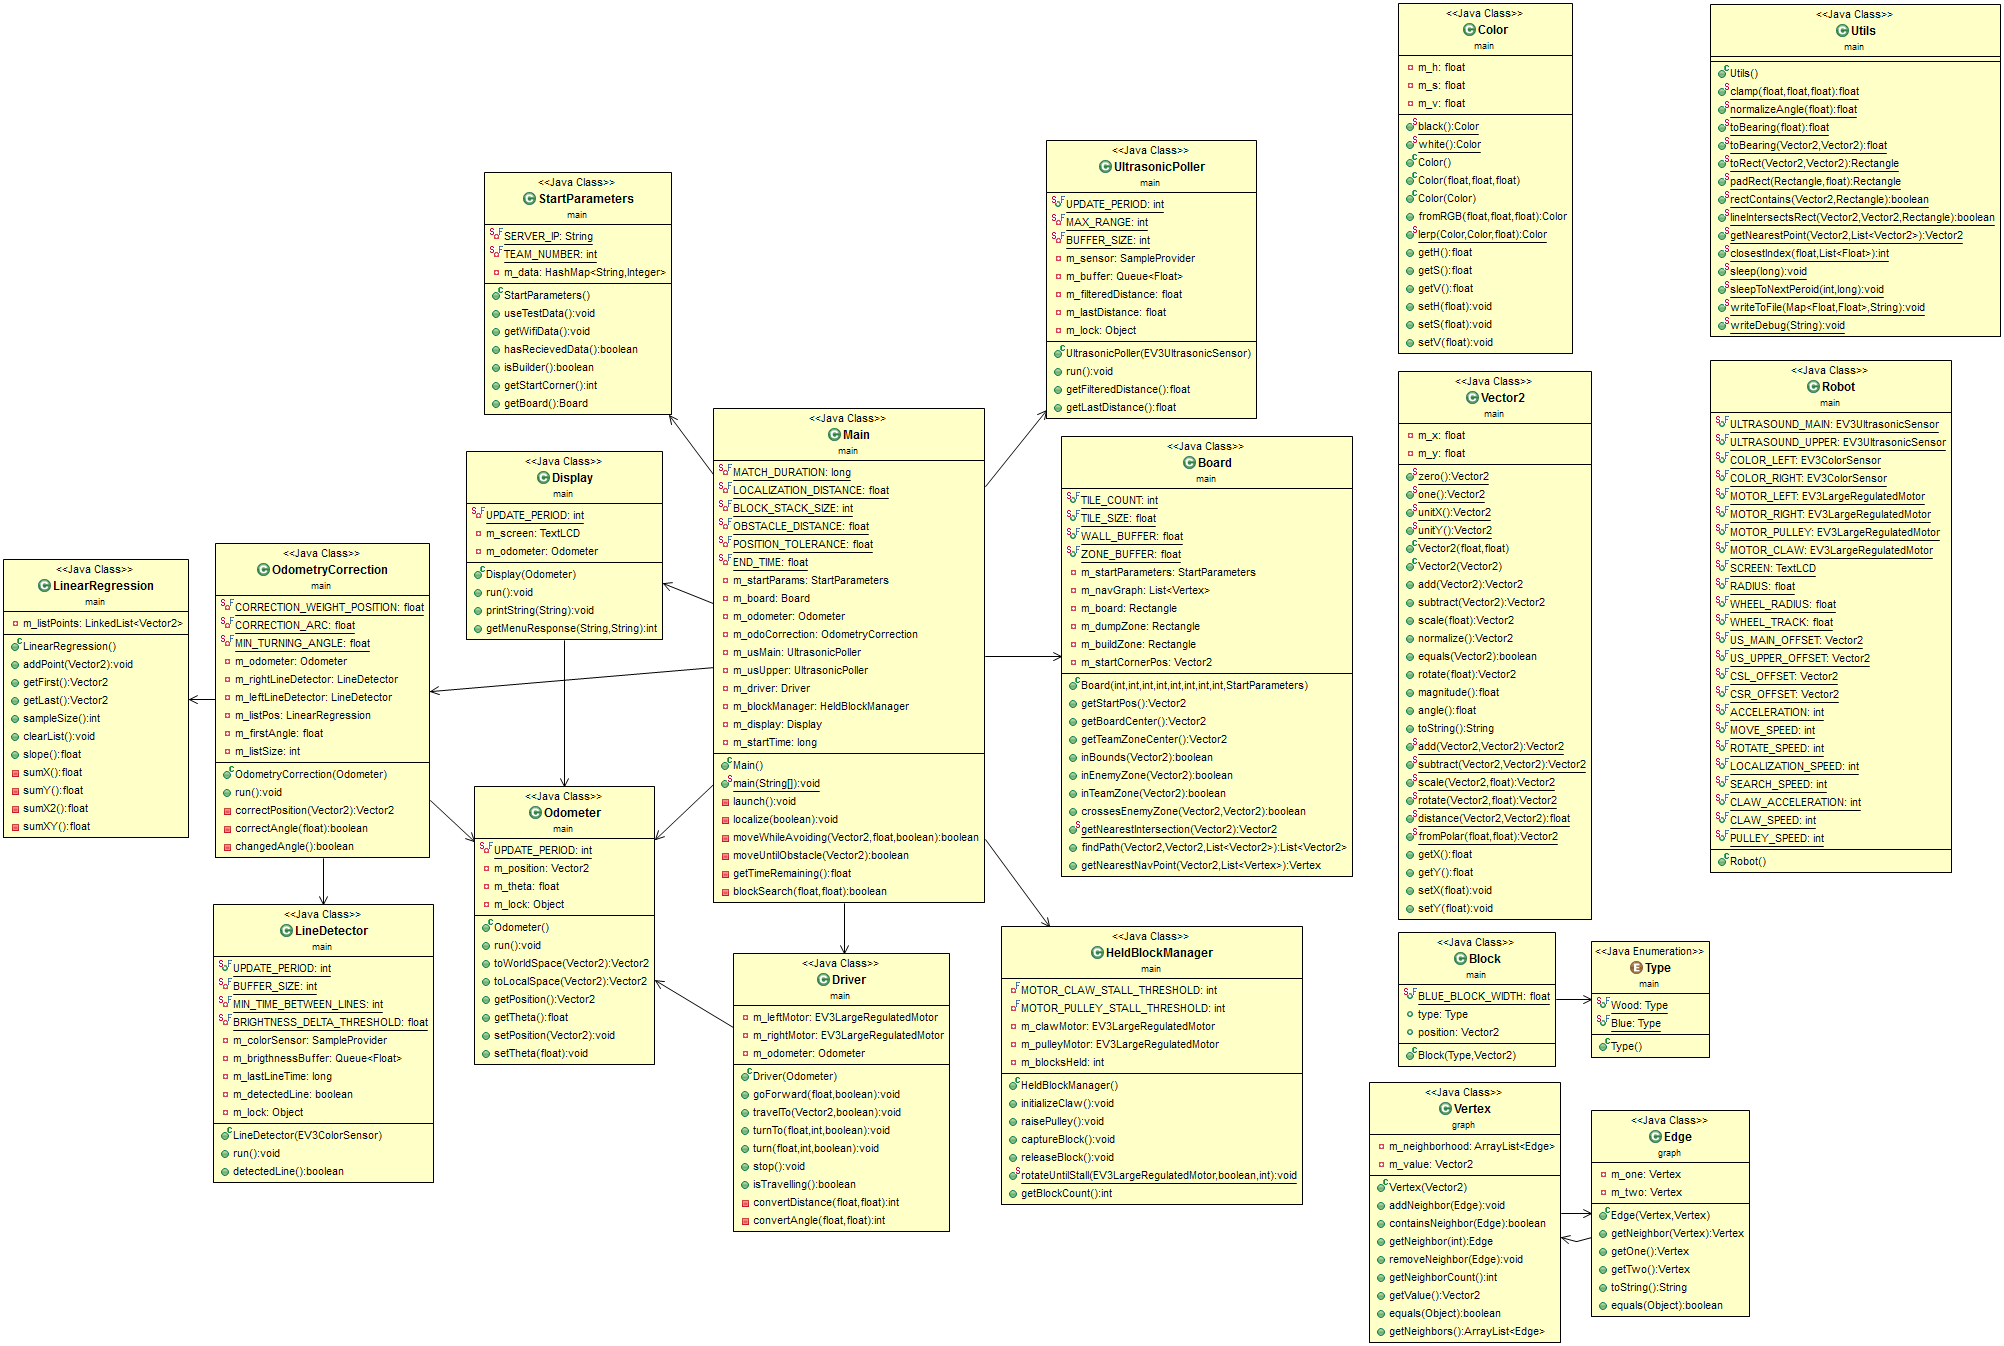 <<Java Class>>
StartParameters
main
SERVER_IP: String
TEAM_NUMBER: int
m_data: HashMap<String,Integer>
StartParameters()
useTestData():void
getWifiData():void
hasRecievedData():boolean
isBuilder():boolean
getStartCorner():int
getBoard():Board
<<Java Class>>
Display
main
UPDATE_PERIOD: int
m_screen: TextLCD
m_odometer: Odometer
Display(Odometer)
run():void
printString(String):void
getMenuResponse(String,String):int
<<Java Class>>
LinearRegression
main
m_listPoints: LinkedList<Vector2>
LinearRegression()
addPoint(Vector2):void
getFirst():Vector2
getLast():Vector2
sampleSize():int
clearList():void
slope():float
sumX():float
sumY():float
sumX2():float
sumXY():float
<<Java Class>>
OdometryCorrection
main
CORRECTION_WEIGHT_POSITION: float
CORRECTION_ARC: float
MIN_TURNING_ANGLE: float
m_odometer: Odometer
m_rightLineDetector: LineDetector
m_leftLineDetector: LineDetector
m_listPos: LinearRegression
m_firstAngle: float
m_listSize: int
OdometryCorrection(Odometer)
run():void
correctPosition(Vector2):Vector2
correctAngle(float):boolean
changedAngle():boolean
<<Java Class>>
LineDetector
main
UPDATE_PERIOD: int
BUFFER_SIZE: int
MIN_TIME_BETWEEN_LINES: int
BRIGHTNESS_DELTA_THRESHOLD: float
m_colorSensor: SampleProvider
m_brigthnessBuffer: Queue<Float>
m_lastLineTime: long
m_detectedLine: boolean
m_lock: Object
LineDetector(EV3ColorSensor)
run():void
detectedLine():boolean
<<Java Class>>
Odometer
main
UPDATE_PERIOD: int
m_position: Vector2
m_theta: float
m_lock: Object
Odometer()
run():void
toWorldSpace(Vector2):Vector2
toLocalSpace(Vector2):Vector2
getPosition():Vector2
getTheta():float
setPosition(Vector2):void
setTheta(float):void
<<Java Class>>
Main
main
MATCH_DURATION: long
LOCALIZATION_DISTANCE: float
BLOCK_STACK_SIZE: int
OBSTACLE_DISTANCE: float
POSITION_TOLERANCE: float
END_TIME: float
m_startParams: StartParameters
m_board: Board
m_odometer: Odometer
m_odoCorrection: OdometryCorrection
m_usMain: UltrasonicPoller
m_usUpper: UltrasonicPoller
m_driver: Driver
m_blockManager: HeldBlockManager
m_display: Display
m_startTime: long
Main()
main(String[]):void
launch():void
localize(boolean):void
moveWhileAvoiding(Vector2,float,boolean):boolean
moveUntilObstacle(Vector2):boolean
getTimeRemaining():float
blockSearch(float,float):boolean
<<Java Class>>
Driver
main
m_leftMotor: EV3LargeRegulatedMotor
m_rightMotor: EV3LargeRegulatedMotor
m_odometer: Odometer
Driver(Odometer)
goForward(float,boolean):void
travelTo(Vector2,boolean):void
turnTo(float,int,boolean):void
turn(float,int,boolean):void
stop():void
isTravelling():boolean
convertDistance(float,float):int
convertAngle(float,float):int
<<Java Class>>
UltrasonicPoller
main
UPDATE_PERIOD: int
MAX_RANGE: int
BUFFER_SIZE: int
m_sensor: SampleProvider
m_buffer: Queue<Float>
m_filteredDistance: float
m_lastDistance: float
m_lock: Object
UltrasonicPoller(EV3UltrasonicSensor)
run():void
getFilteredDistance():float
getLastDistance():float
<<Java Class>>
Board
main
TILE_COUNT: int
TILE_SIZE: float
WALL_BUFFER: float
ZONE_BUFFER: float
m_startParameters: StartParameters
m_navGraph: List<Vertex>
m_board: Rectangle
m_dumpZone: Rectangle
m_buildZone: Rectangle
m_startCornerPos: Vector2
Board(int,int,int,int,int,int,int,int,StartParameters)
getStartPos():Vector2
getBoardCenter():Vector2
getTeamZoneCenter():Vector2
inBounds(Vector2):boolean
inEnemyZone(Vector2):boolean
inTeamZone(Vector2):boolean
crossesEnemyZone(Vector2,Vector2):boolean
getNearestIntersection(Vector2):Vector2
findPath(Vector2,Vector2,List<Vector2>):List<Vector2>
getNearestNavPoint(Vector2,List<Vertex>):Vertex
<<Java Class>>
HeldBlockManager
main
MOTOR_CLAW_STALL_THRESHOLD: int
MOTOR_PULLEY_STALL_THRESHOLD: int
m_clawMotor: EV3LargeRegulatedMotor
m_pulleyMotor: EV3LargeRegulatedMotor
m_blocksHeld: int
HeldBlockManager()
initializeClaw():void
raisePulley():void
captureBlock():void
releaseBlock():void
rotateUntilStall(EV3LargeRegulatedMotor,boolean,int):void
getBlockCount():int
<<Java Class>>
Color
main
m_h: float
m_s: float
m_v: float
black():Color
white():Color
Color()
Color(float,float,float)
Color(Color)
fromRGB(float,float,float):Color
lerp(Color,Color,float):Color
getH():float
getS():float
getV():float
setH(float):void
setS(float):void
setV(float):void
<<Java Class>>
Vector2
main
m_x: float
m_y: float
zero():Vector2
one():Vector2
unitX():Vector2
unitY():Vector2
Vector2(float,float)
Vector2(Vector2)
add(Vector2):Vector2
subtract(Vector2):Vector2
scale(float):Vector2
normalize():Vector2
equals(Vector2):boolean
rotate(float):Vector2
magnitude():float
angle():float
toString():String
add(Vector2,Vector2):Vector2
subtract(Vector2,Vector2):Vector2
scale(Vector2,float):Vector2
rotate(Vector2,float):Vector2
distance(Vector2,Vector2):float
fromPolar(float,float):Vector2
getX():float
getY():float
setX(float):void
setY(float):void
<<Java Class>>
Block
main
BLUE_BLOCK_WIDTH: float
type: Type
position: Vector2
Block(Type,Vector2)
<<Java Enumeration>>
Type
main
Wood: Type
Blue: Type
Type()
<<Java Class>>
Vertex
graph
m_neighborhood: ArrayList<Edge>
m_value: Vector2
Vertex(Vector2)
addNeighbor(Edge):void
containsNeighbor(Edge):boolean
getNeighbor(int):Edge
removeNeighbor(Edge):void
getNeighborCount():int
getValue():Vector2
equals(Object):boolean
getNeighbors():ArrayList<Edge>
<<Java Class>>
Edge
graph
m_one: Vertex
m_two: Vertex
Edge(Vertex,Vertex)
getNeighbor(Vertex):Vertex
getOne():Vertex
getTwo():Vertex
toString():String
equals(Object):boolean
<<Java Class>>
Utils
main
Utils()
clamp(float,float,float):float
normalizeAngle(float):float
toBearing(float):float
toBearing(Vector2,Vector2):float
toRect(Vector2,Vector2):Rectangle
padRect(Rectangle,float):Rectangle
rectContains(Vector2,Rectangle):boolean
lineIntersectsRect(Vector2,Vector2,Rectangle):boolean
getNearestPoint(Vector2,List<Vector2>):Vector2
closestIndex(float,List<Float>):int
sleep(long):void
sleepToNextPeroid(int,long):void
writeToFile(Map<Float,Float>,String):void
writeDebug(String):void
<<Java Class>>
Robot
main
ULTRASOUND_MAIN: EV3UltrasonicSensor
ULTRASOUND_UPPER: EV3UltrasonicSensor
COLOR_LEFT: EV3ColorSensor
COLOR_RIGHT: EV3ColorSensor
MOTOR_LEFT: EV3LargeRegulatedMotor
MOTOR_RIGHT: EV3LargeRegulatedMotor
MOTOR_PULLEY: EV3LargeRegulatedMotor
MOTOR_CLAW: EV3LargeRegulatedMotor
SCREEN: TextLCD
RADIUS: float
WHEEL_RADIUS: float
WHEEL_TRACK: float
US_MAIN_OFFSET: Vector2
US_UPPER_OFFSET: Vector2
CSL_OFFSET: Vector2
CSR_OFFSET: Vector2
ACCELERATION: int
MOVE_SPEED: int
ROTATE_SPEED: int
LOCALIZATION_SPEED: int
SEARCH_SPEED: int
CLAW_ACCELERATION: int
CLAW_SPEED: int
PULLEY_SPEED: int
Robot()